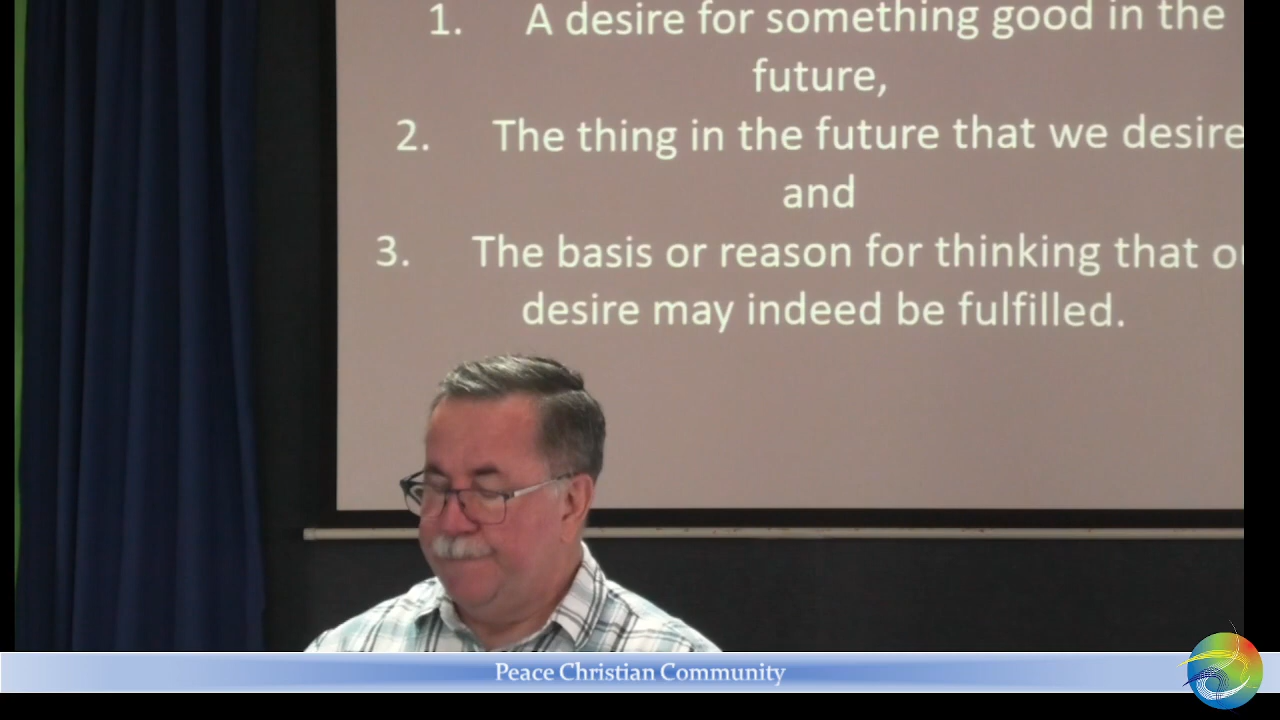 1. A desire for something good in the
future,
2. The thing in the future that we desire
and
3. The basis or reason for thinking that
desire may indeed be fulfilled.
Peace Christian Community